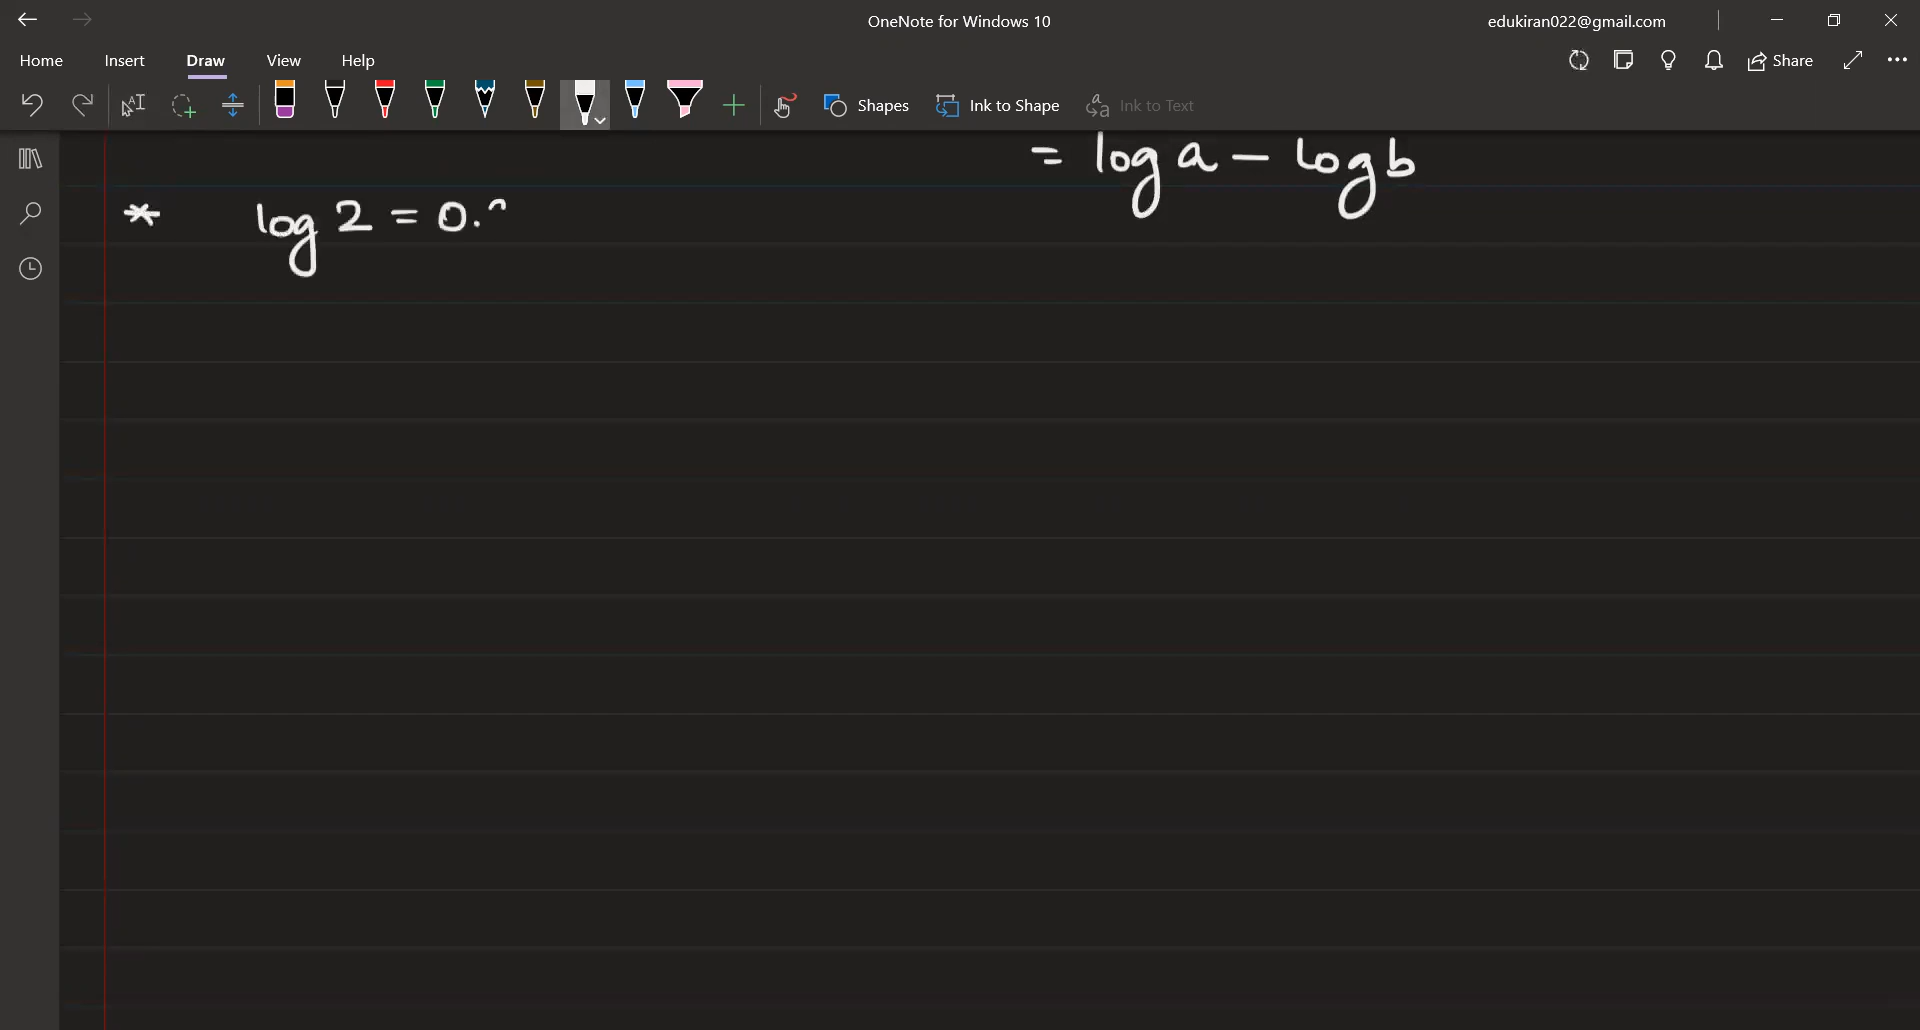 OneNote for Windows 10
edukiran022@gmail.com
Home Insert Draw View Help
Share
Shapes Ink to Shape Ink to Text
= log a - log b
* log 2 = 0.